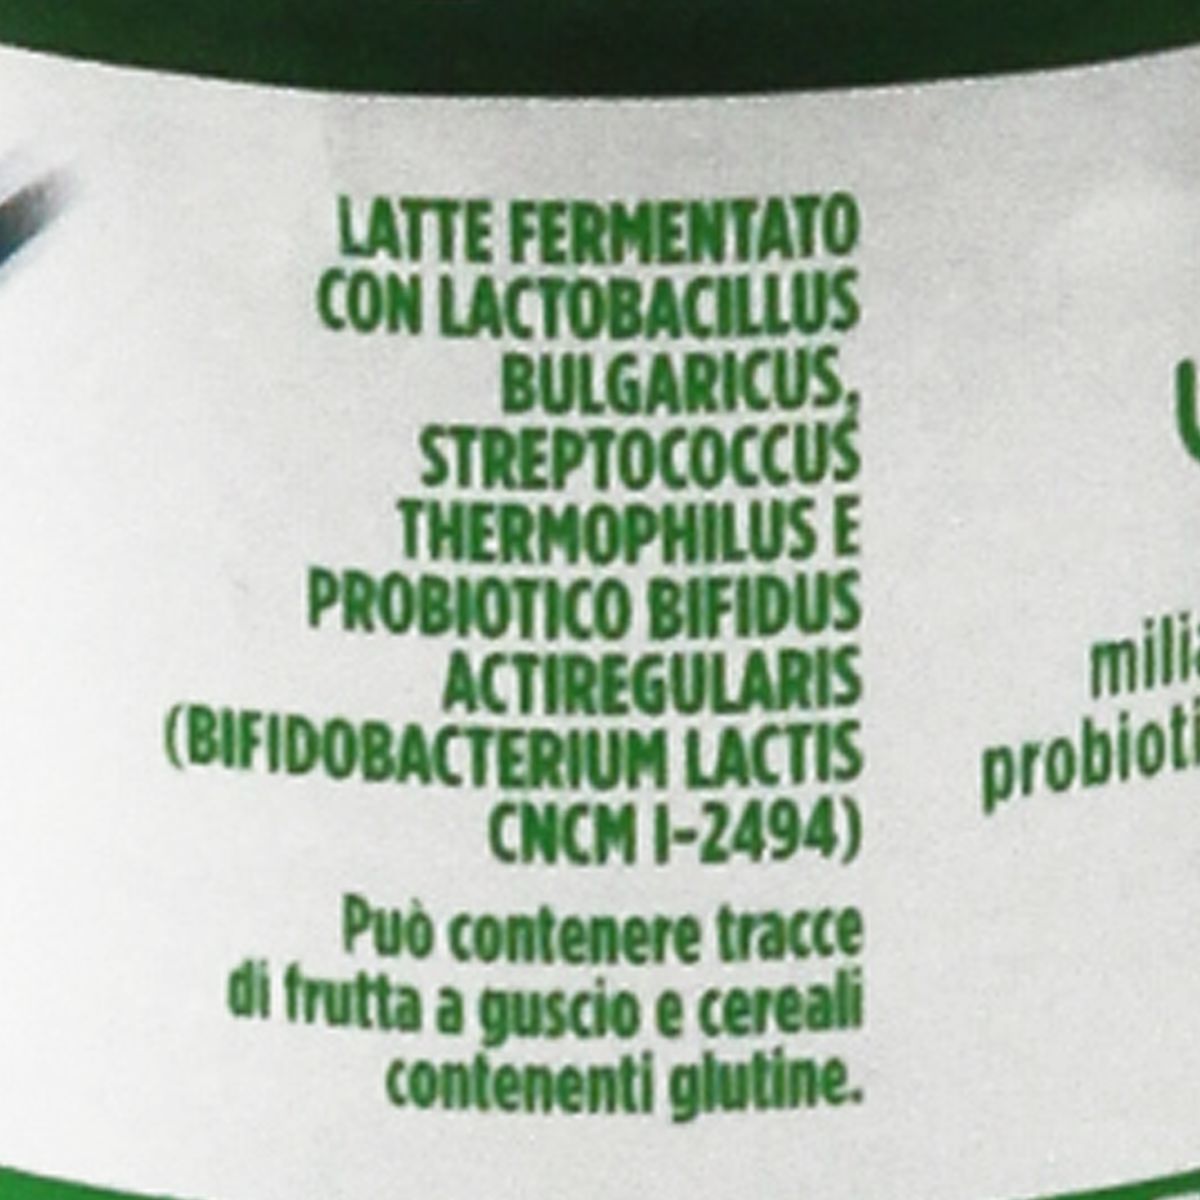 LATTE FERMENTATO
CON LACTOBACILLUS
BULGARICUS,
STREPTOCOCCUS
THERMOPHILUS E
PROBIOTICO BIFIDUS
ACTIREGULARIS
(BIFIDOBACTERIUM LACTIS
CNCM I-2494)
Può contenere tracce
di frutta a guscio e cereali
contenenti glutine.